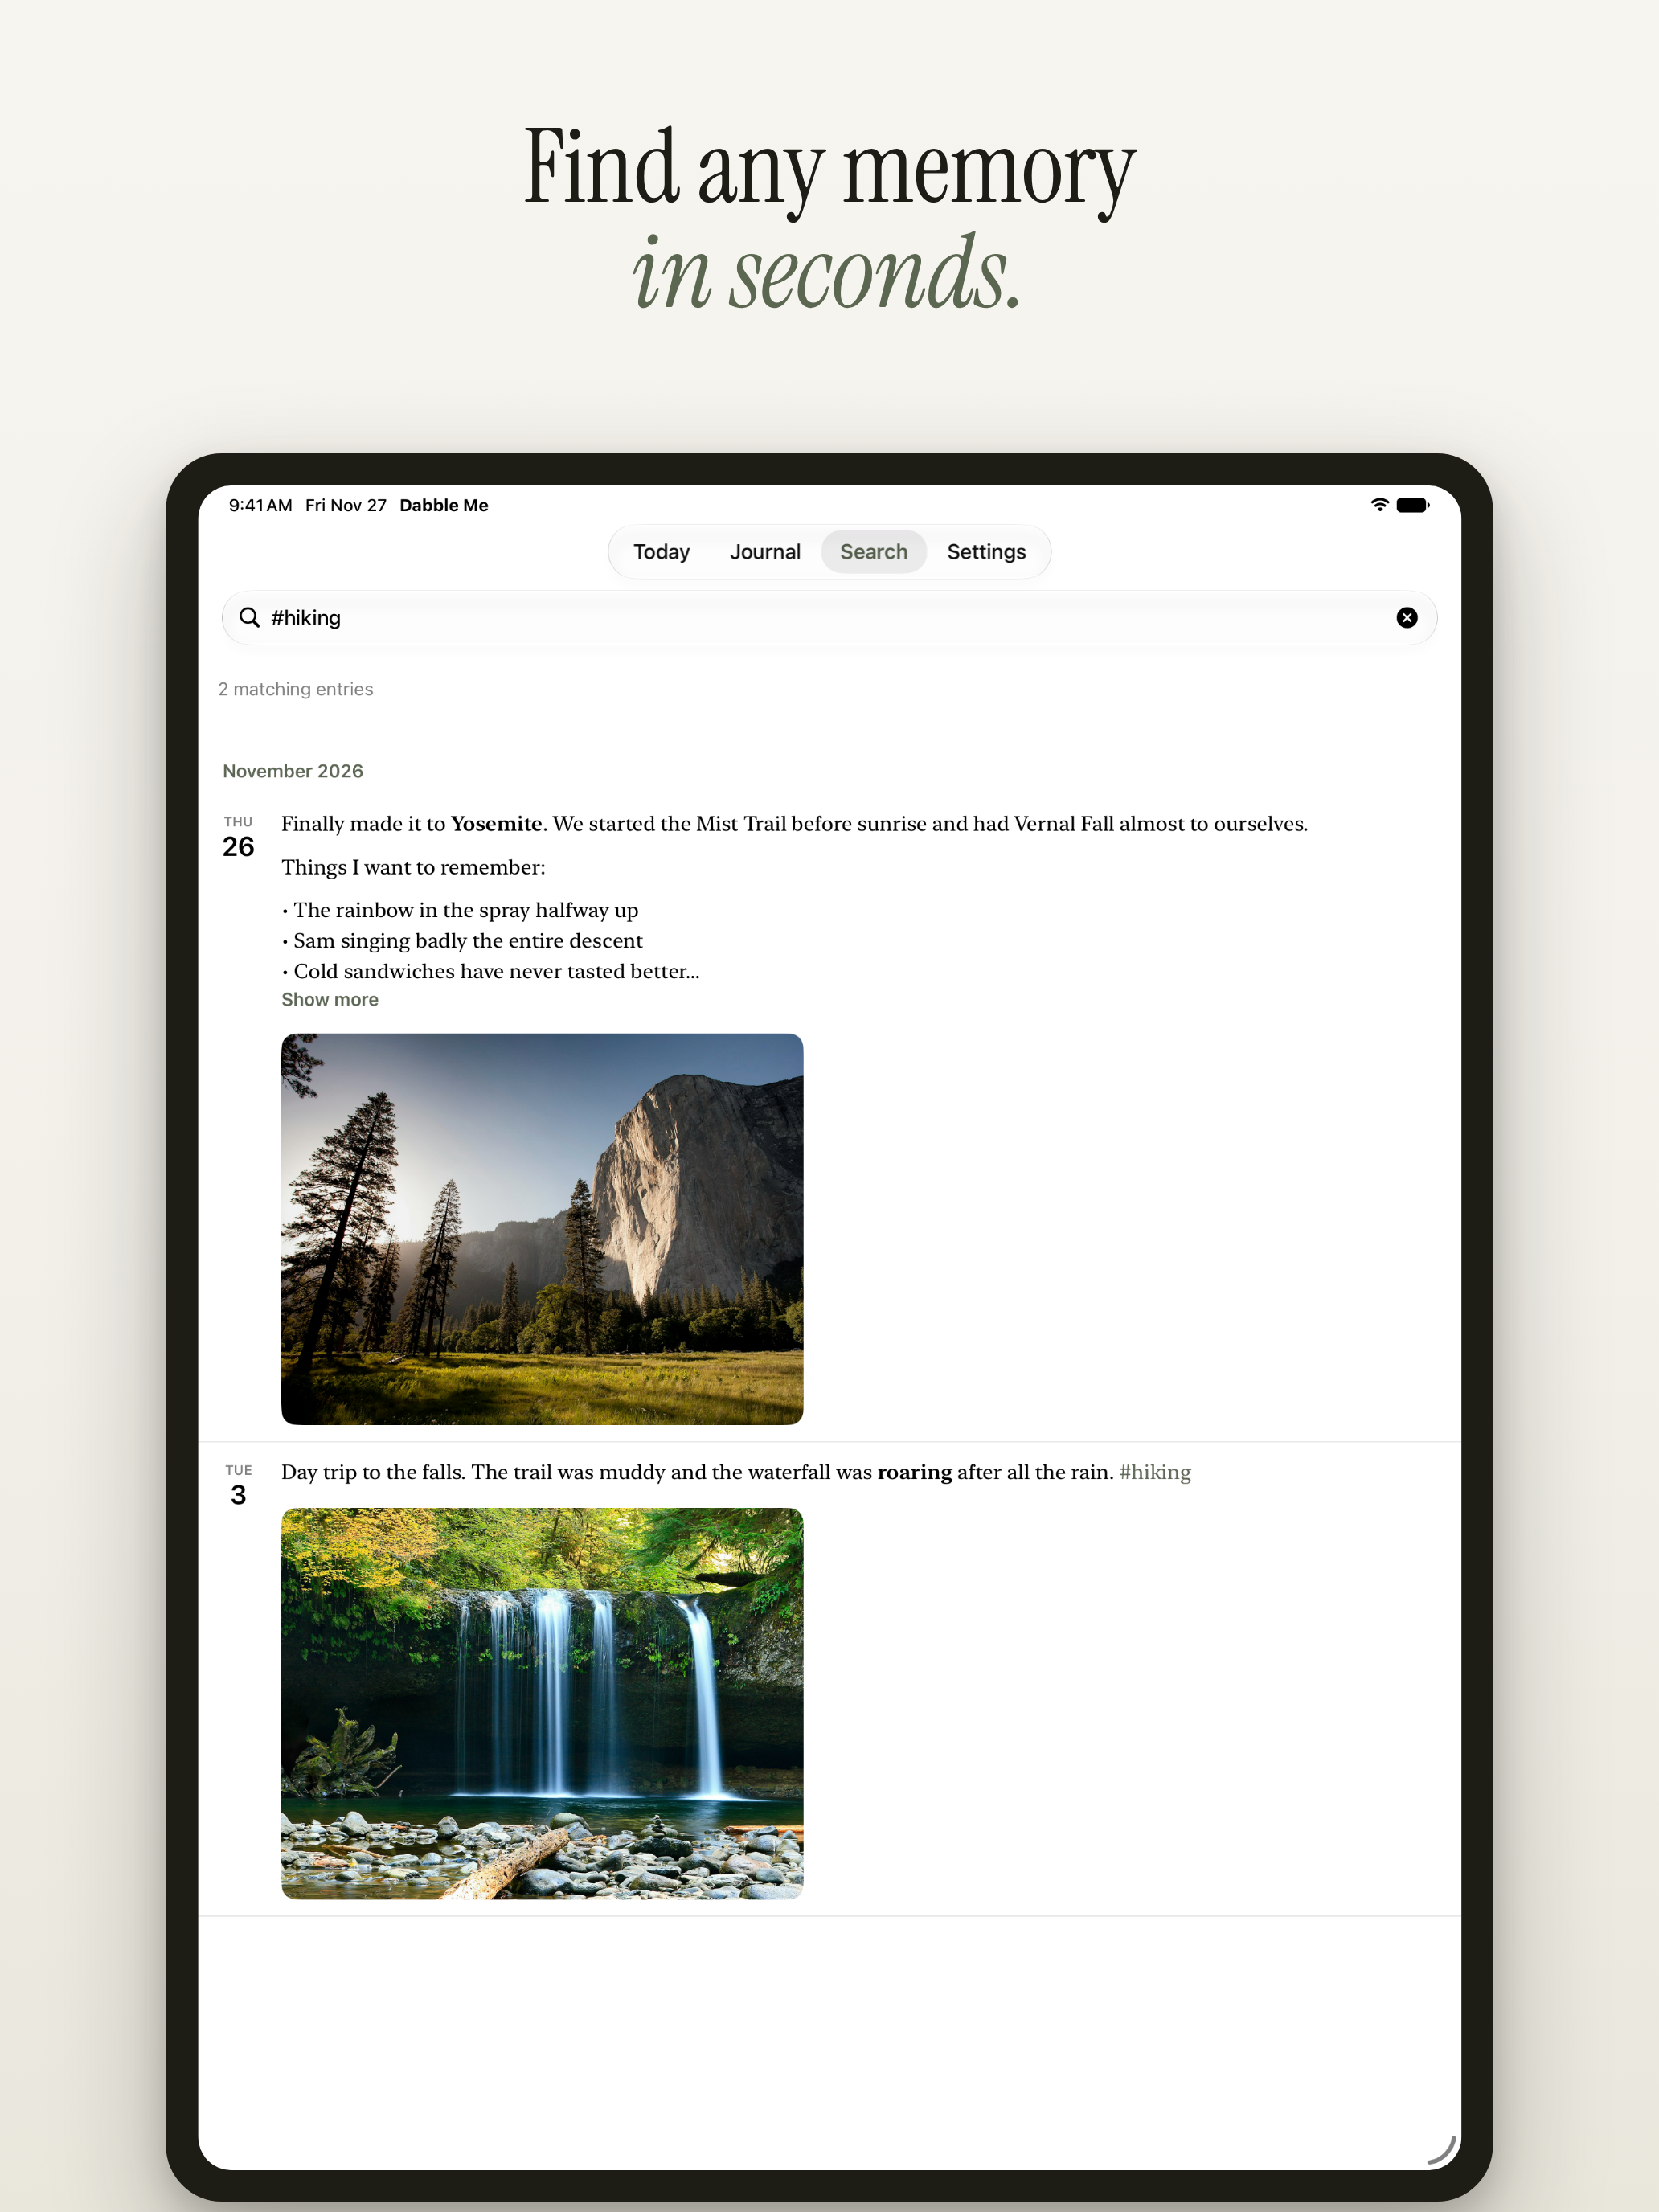 Find any memory
in seconds.
9:41 AM Fri Nov 27 Dabble Me
Today Journal Search Settings
#hiking
2 matching entries
November 2026
THU
26
Finally made it to Yosemite. We started the Mist Trail before sunrise and had Vernal Fall almost to ourselves.
Things I want to remember:
• The rainbow in the spray halfway up
• Sam singing badly the entire descent
• Cold sandwiches have never tasted better...
Show more
TUE
3
Day trip to the falls. The trail was muddy and the waterfall was roaring after all the rain. #hiking